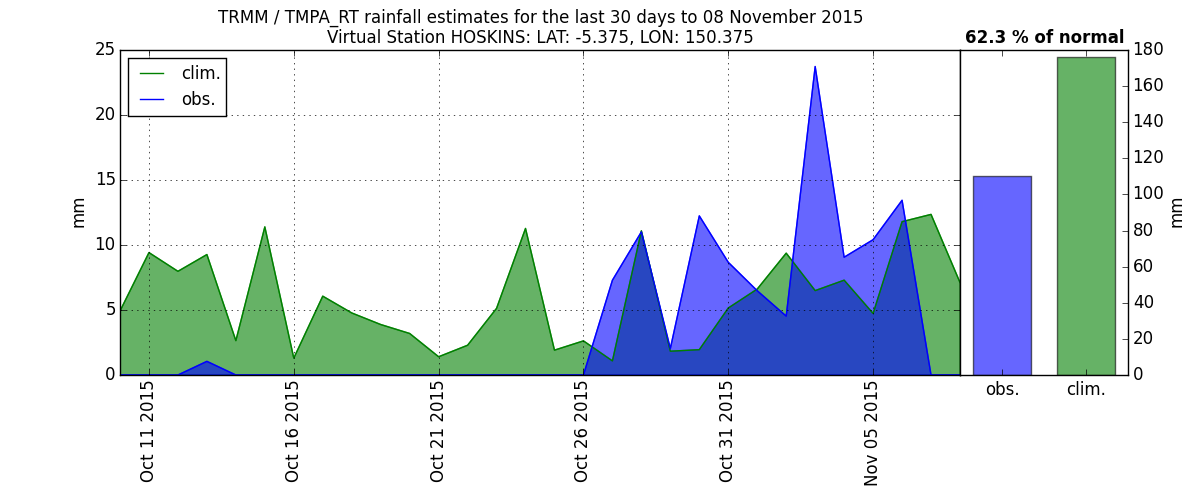 TRMM / TMPA_RT rainfall estimates for the last 30 days to 08 November 2015
Virtual Station HOSKINS: LAT: -5.375, LON: 150.375
62.3 % of normal
clim.
obs.
25
20
15
10
5
0
mm
Oct 11 2015
Oct 16 2015
Oct 21 2015
Oct 26 2015
Oct 31 2015
Nov 05 2015
180
160
140
120
100
80
60
40
20
0
mm
obs.
clim.